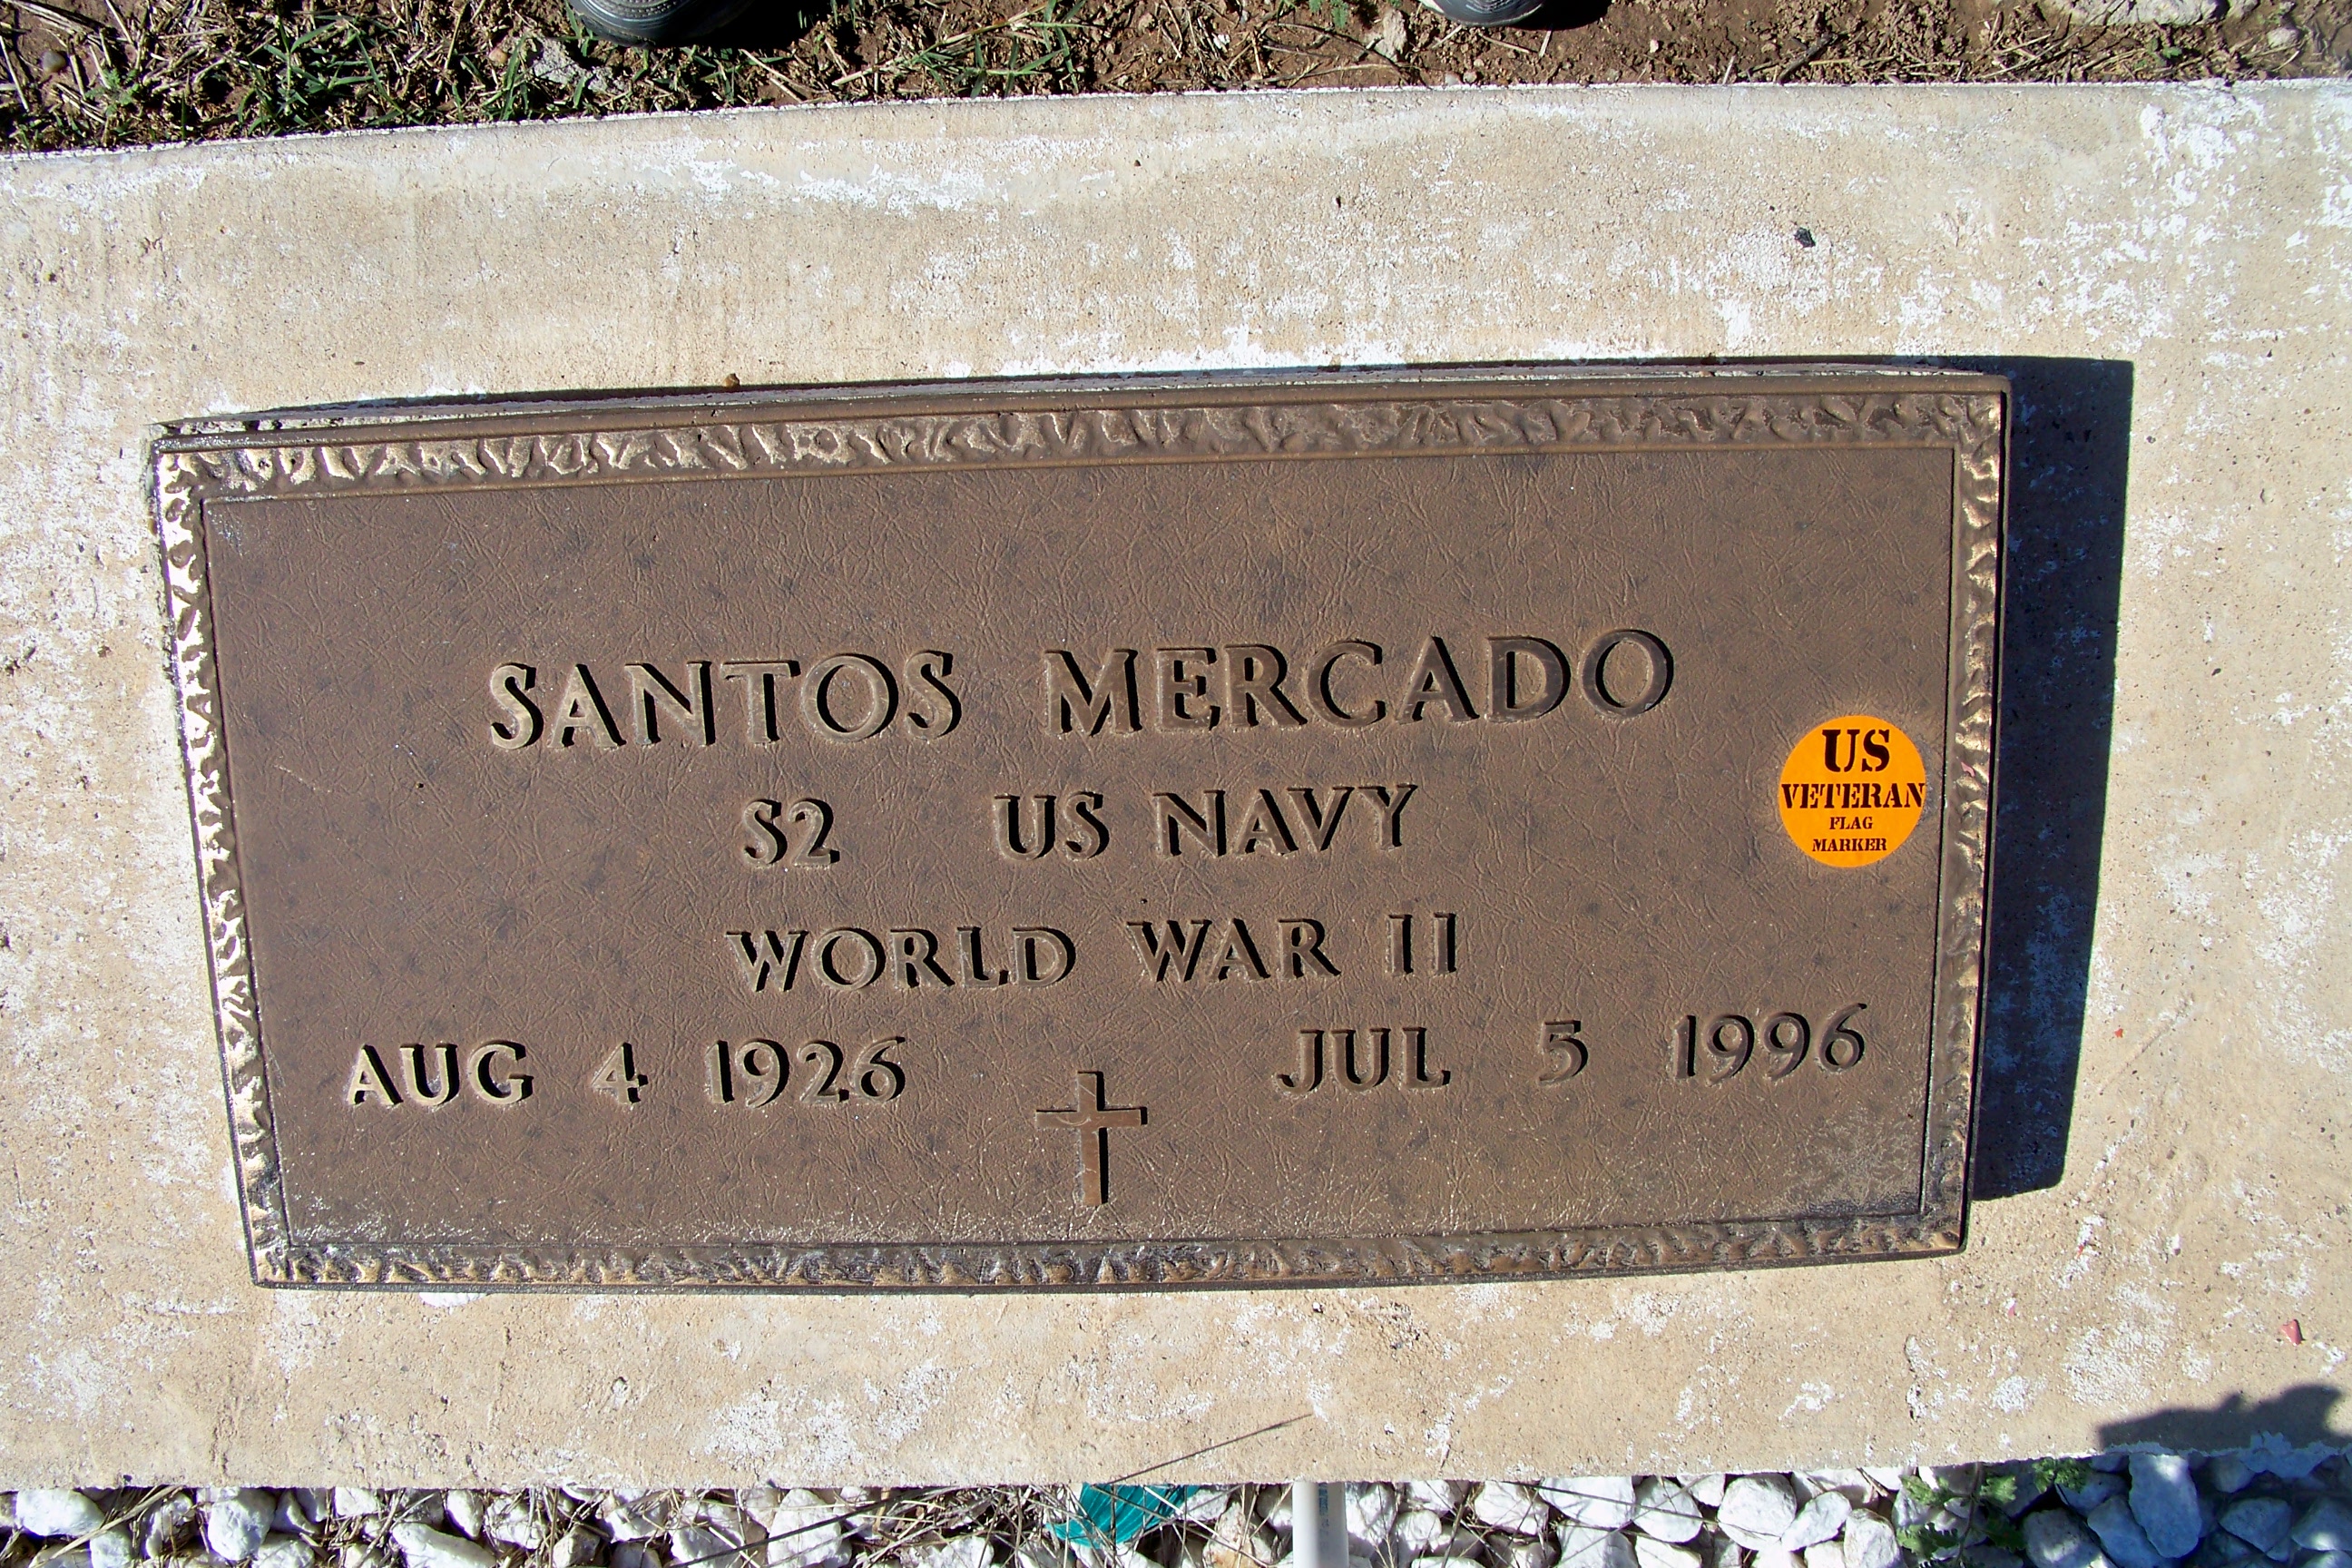 SANTOS MERCADO
S2 US NAVY
WORLD WAR II
AUG 4 1926 JUL 5 1996
US
VETERAN
FLAG
MARKER